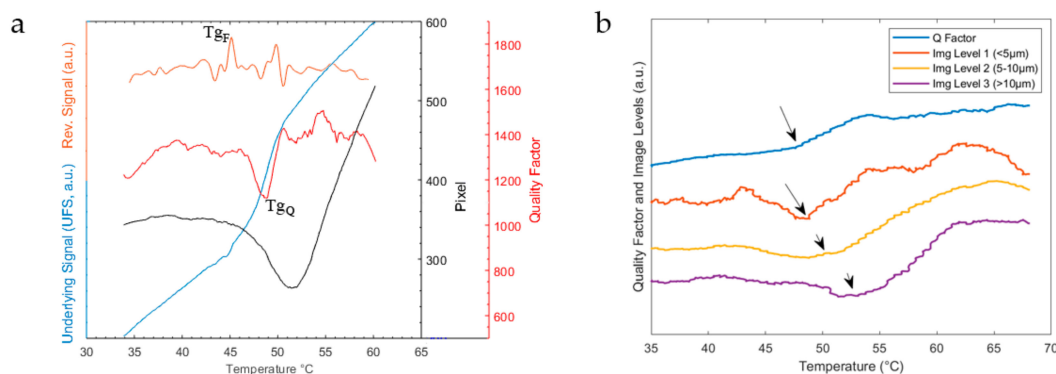 a
Tg_F
Tg_Q
Rev. Signal (a.u.)
Underlying Signal (UFS, a.u.)
30 35 40 45 50 55 60 65
Temperature °C
600
500
400
300
Pixel
1800
1600
1400
1200
1000
800
600
Quality Factor
b
Q Factor
Img Level 1 (<5μm)
Img Level 2 (5-10μm)
Img Level 3 (>10μm)
Quality Factor and Image Levels (a.u.)
35 40 45 50 55 60 65 70
Temperature (°C)